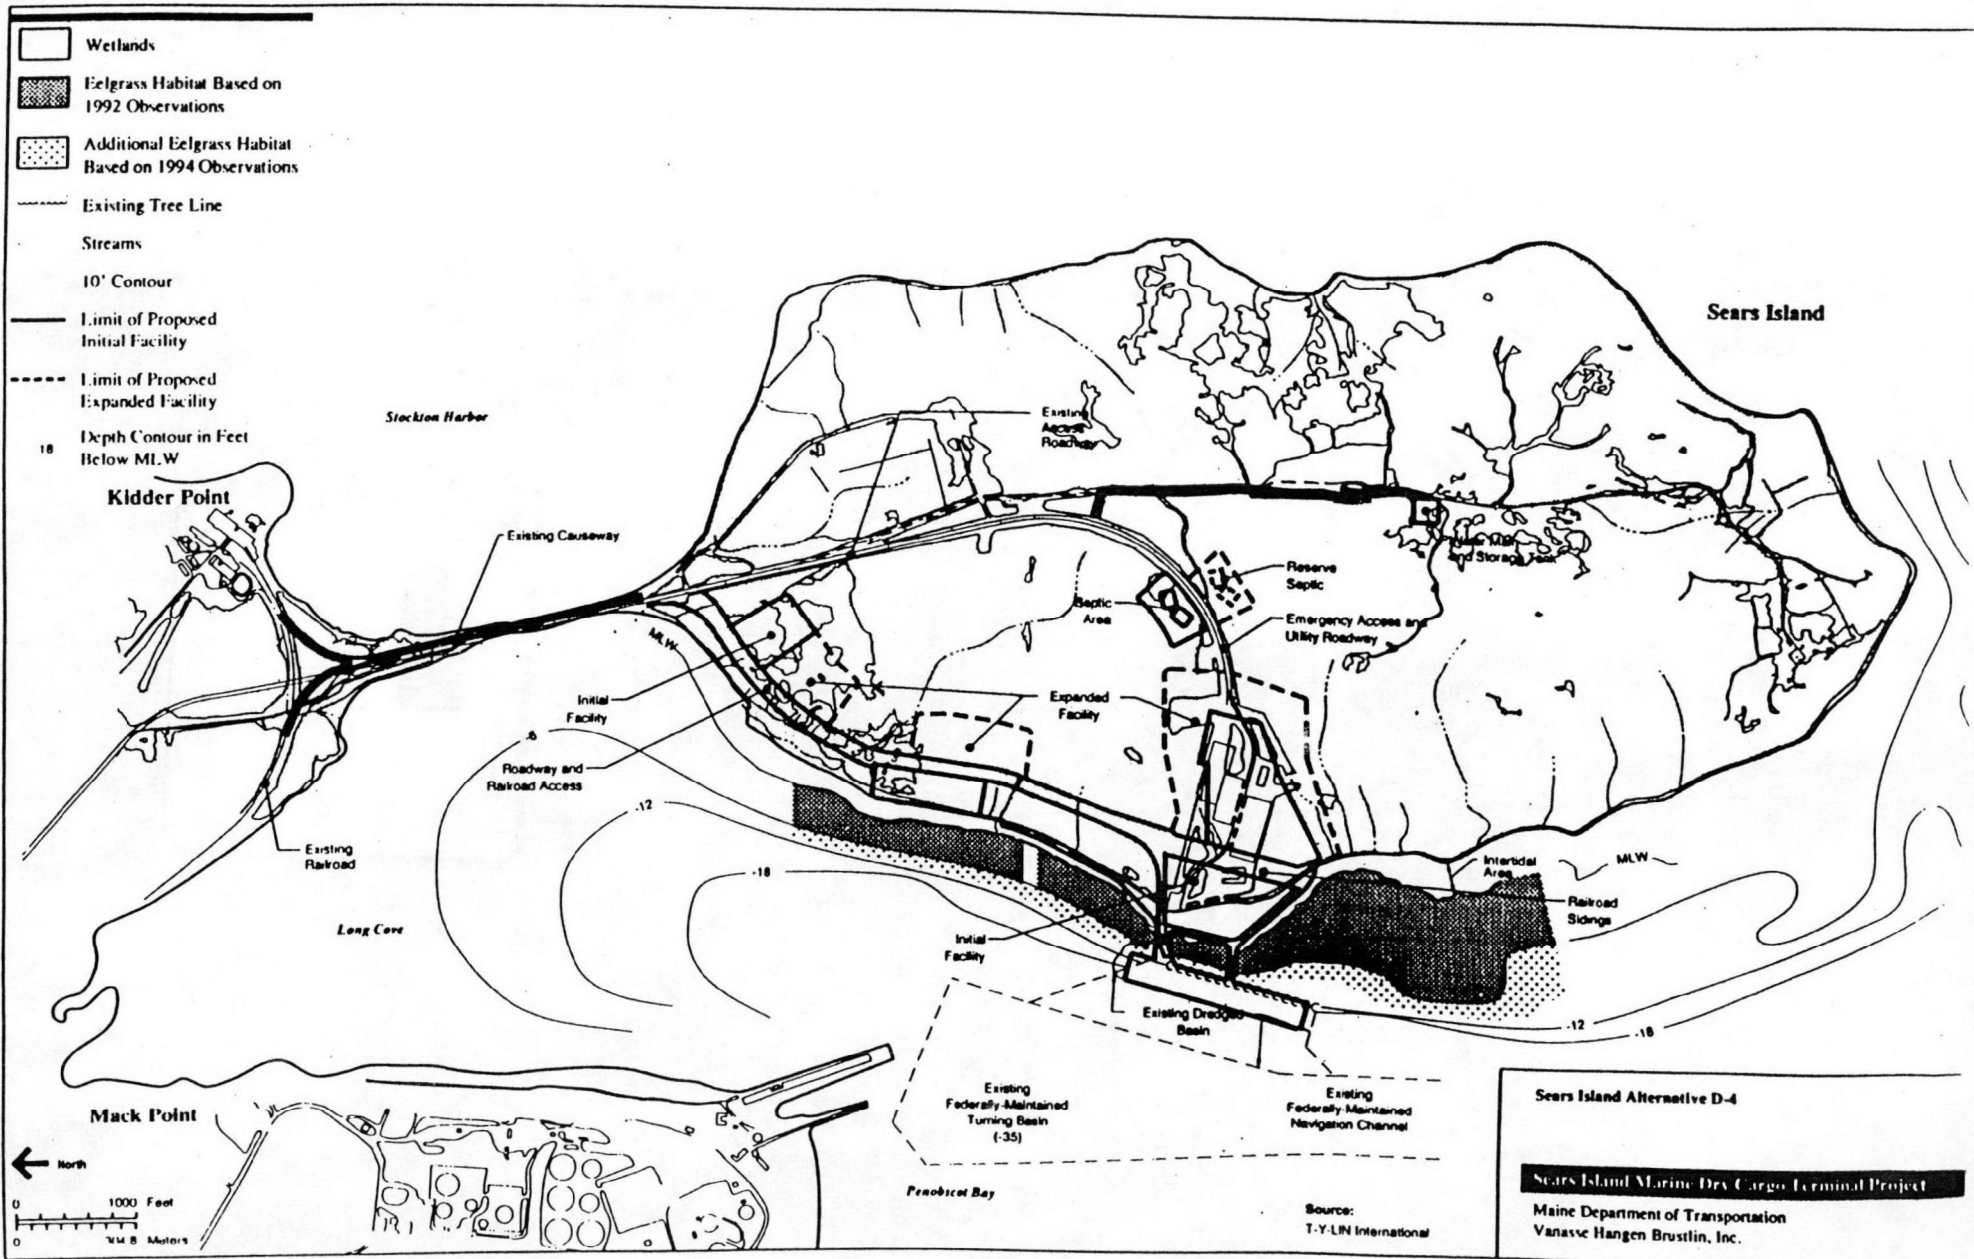 Wetlands
Eelgrass Habitat Based on
1992 Observations
Additional Eelgrass Habitat
Based on 1994 Observations
Existing Tree Line
Streams
10' Contour
Limit of Proposed
Initial Facility
Limit of Proposed
Expanded Facility
18
Depth Contour in Feet
Below MLW
Sears Island
Stockton Harbor
Kidder Point
Existing
Access
Roadway
Existing Causeway
and Storage Tank
Reserve
Septic
Septic
Area
Emergency Access and
Utility Roadway
MLW
Initial
Facility
Expanded
Facility
Roadway and
Railroad Access
-6
-12
-18
Existing
Railroad
Long Cove
Intertidal
Area
MLW
Railroad
Sidings
Initial
Facility
Existing Dredged
Basin
-12
-18
Mack Point
North
0 1000 Feet
0 304.8 Meters
Existing
Federally-Maintained
Turning Basin
(-35)
Existing
Federally-Maintained
Navigation Channel
Penobscot Bay
Source:
T-Y-LIN International
Sears Island Alternative D-4
Sears Island Marine Dry Cargo Terminal Project
Maine Department of Transportation
Vanasse Hangen Brustlin, Inc.